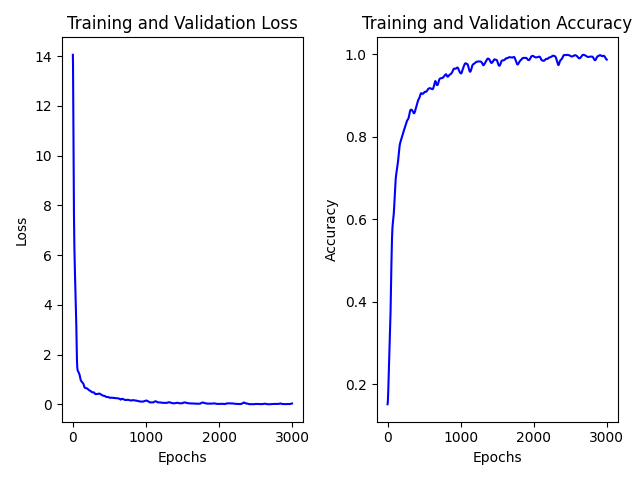 Training and Validation Loss
14
12
10
8
6
4
2
0
Loss
0 1000 2000 3000
Epochs
Training and Validation Accuracy
1.0
0.8
0.6
0.4
0.2
Accuracy
0 1000 2000 3000
Epochs